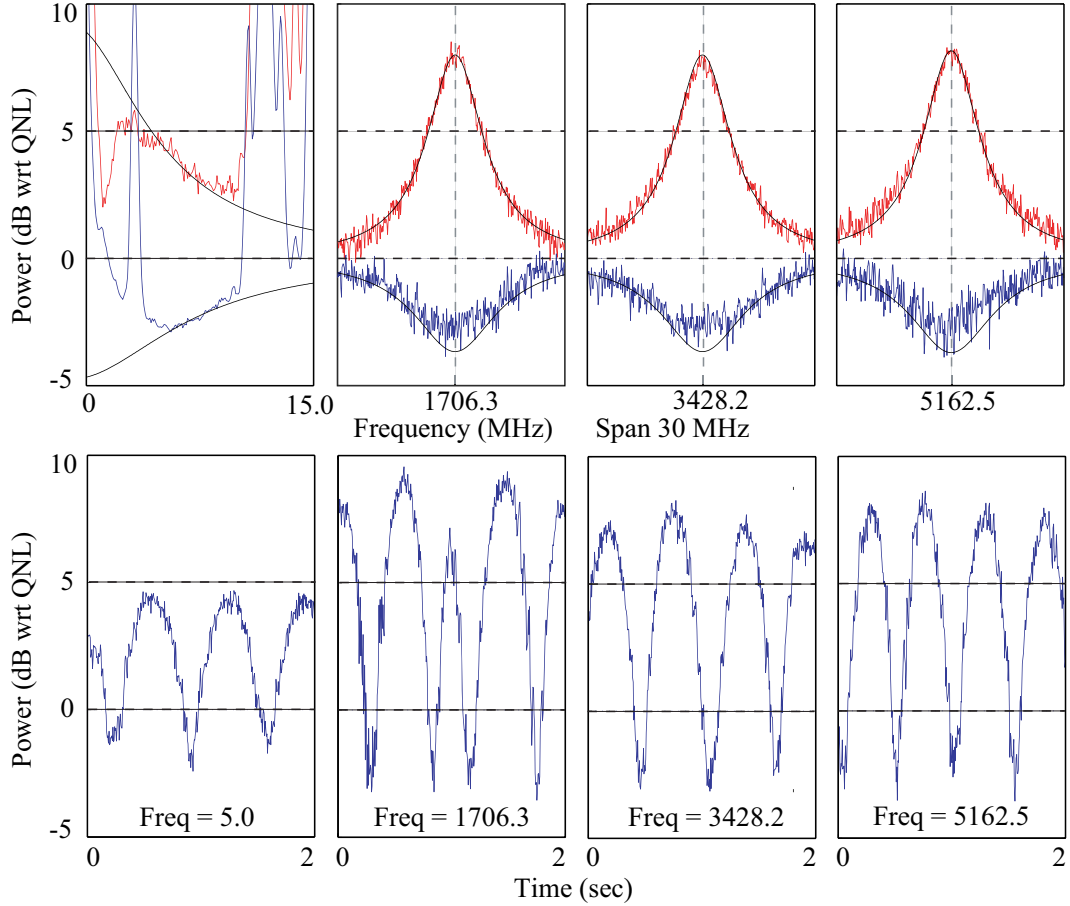 Power (dB wrt QNL)
10
5
0
-5
0
15.0
1706.3
3428.2
5162.5
Frequency (MHz)
Span 30 MHz
Power (dB wrt QNL)
10
5
0
-5
Freq = 5.0
Freq = 1706.3
Freq = 3428.2
Freq = 5162.5
0
2
0
2
0
2
0
2
Time (sec)